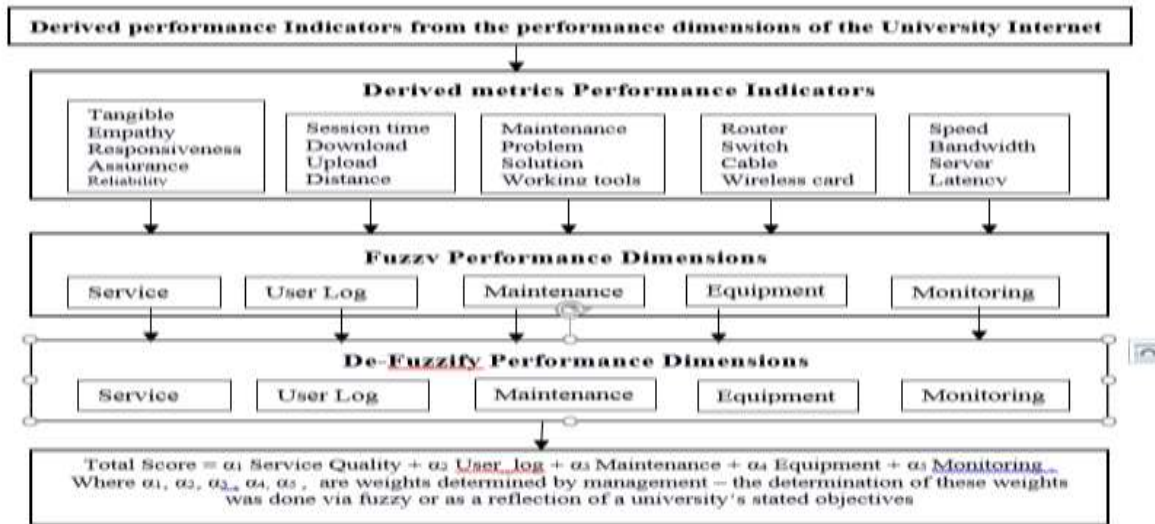 Derived performance Indicators from the performance dimensions of the University Internet
Derived metrics Performance Indicators
Tangible
Empathy
Responsiveness
Assurance
Reliability
Session time
Download
Upload
Distance
Maintenance
Problem
Solution
Working tools
Router
Switch
Cable
Wireless card
Speed
Bandwidth
Server
Latency
Fuzzy Performance Dimensions
Service
User Log
Maintenance
Equipment
Monitoring
De-Fuzzify Performance Dimensions
Service
User Log
Maintenance
Equipment
Monitoring
Total Score = α1 Service Quality + α2 User_log + α3 Maintenance + α4 Equipment + α5 Monitoring
Where α1, α2, α3, α4, α5 , are weights determined by management – the determination of these weights
was done via fuzzy or as a reflection of a university's stated objectives